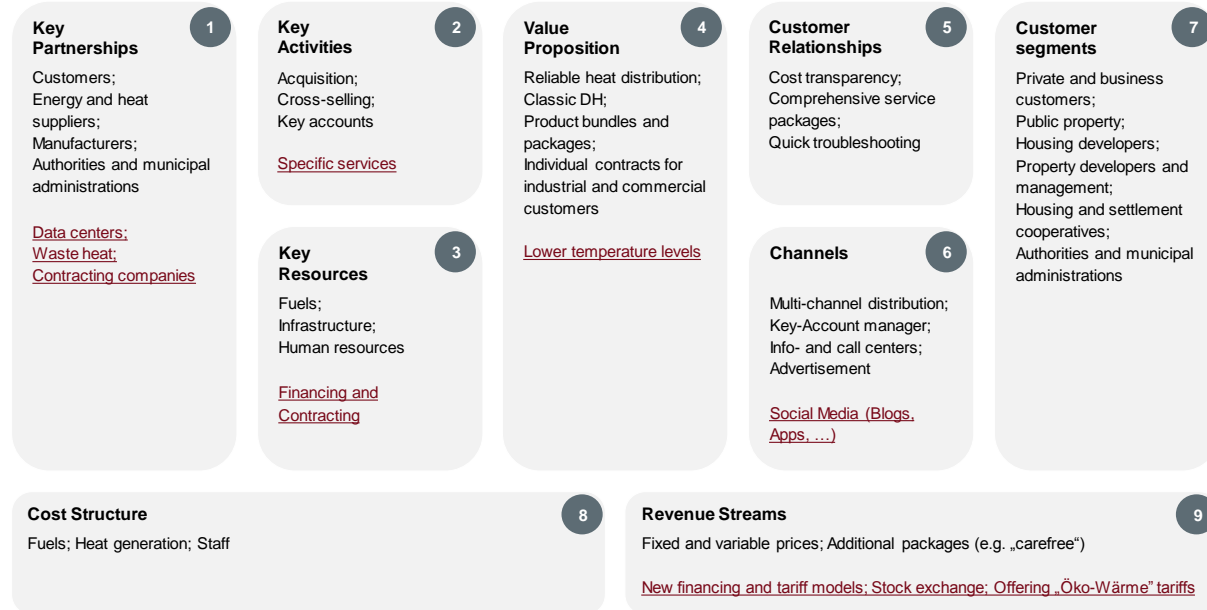 Key
Partnerships
1
Customers;
Energy and heat
suppliers;
Manufacturers;
Authorities and municipal
administrations
Data centers;
Waste heat;
Contracting companies
Key
Activities
2
Acquisition;
Cross-selling;
Key accounts
Specific services
Key
Resources
3
Fuels;
Infrastructure;
Human resources
Financing and
Contracting
Value
Proposition
4
Reliable heat distribution;
Classic DH;
Product bundles and
packages;
Individual contracts for
industrial and commercial
customers
Lower temperature levels
Customer
Relationships
5
Cost transparency;
Comprehensive service
packages;
Quick troubleshooting
Channels
6
Multi-channel distribution;
Key-Account manager;
Info- and call centers;
Advertisement
Social Media (Blogs,
Apps, …)
Customer
segments
7
Private and business
customers;
Public property;
Housing developers;
Property developers and
management;
Housing and settlement
cooperatives;
Authorities and municipal
administrations
Cost Structure
8
Fuels; Heat generation; Staff
Revenue Streams
9
Fixed and variable prices; Additional packages (e.g. „carefree“)
New financing and tariff models; Stock exchange; Offering „Öko-Wärme” tariffs